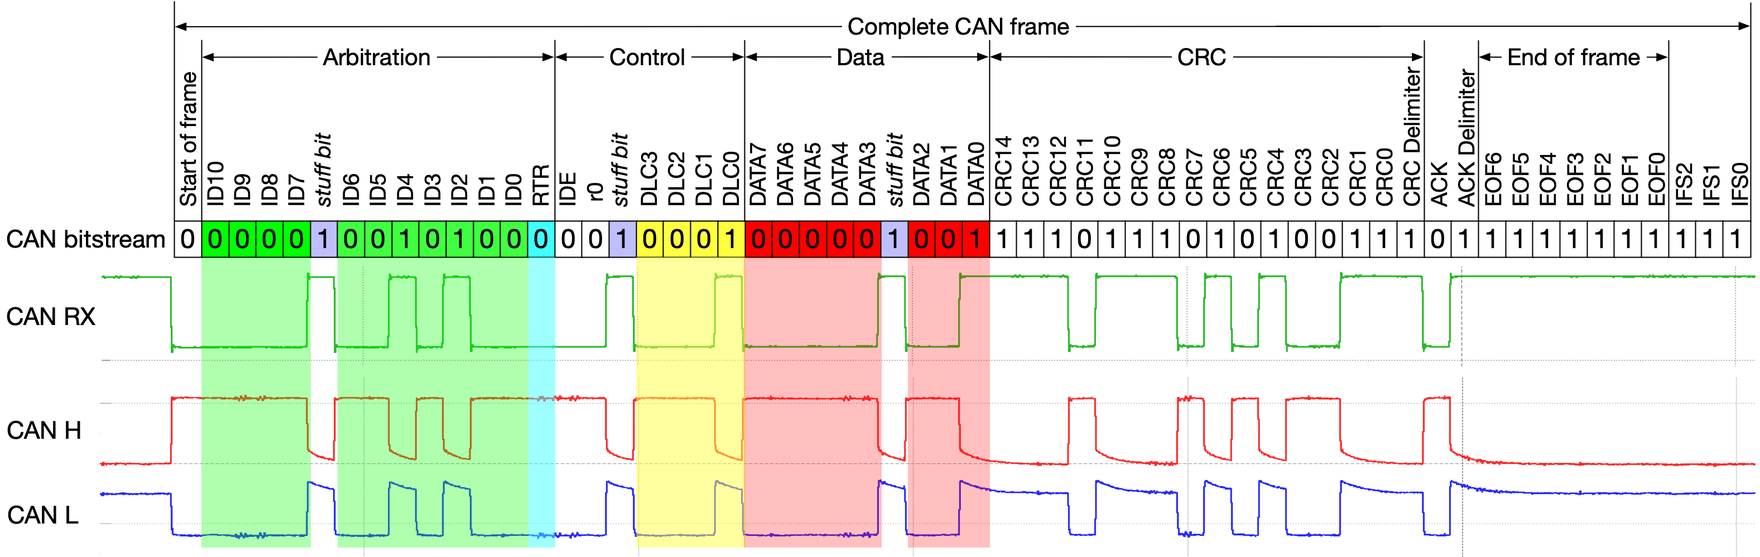 Complete CAN frame
Arbitration Control Data CRC End of frame
Start of frame ID10 ID9 ID8 ID7 stuff bit ID6 ID5 ID4 ID3 ID2 ID1 ID0 RTR IDE r0 stuff bit DLC3 DLC2 DLC1 DLC0 DATA7 DATA6 DATA5 DATA4 DATA3 stuff bit DATA2 DATA1 DATA0 CRC14 CRC13 CRC12 CRC11 CRC10 CRC9 CRC8 CRC7 CRC6 CRC5 CRC4 CRC3 CRC2 CRC1 CRC0 CRC Delimiter ACK ACK Delimiter EOF6 EOF5 EOF4 EOF3 EOF2 EOF1 EOF0 IFS2 IFS1 IFS0
CAN bitstream 0 0 0 0 0 1 0 0 1 0 1 0 0 0 0 0 1 0 0 0 1 0 0 0 0 0 1 0 0 1 1 1 1 0 1 1 1 0 1 0 1 0 0 1 1 1 0 1 1 1 1 1 1 1 1 1 1 1
CAN RX
CAN H
CAN L